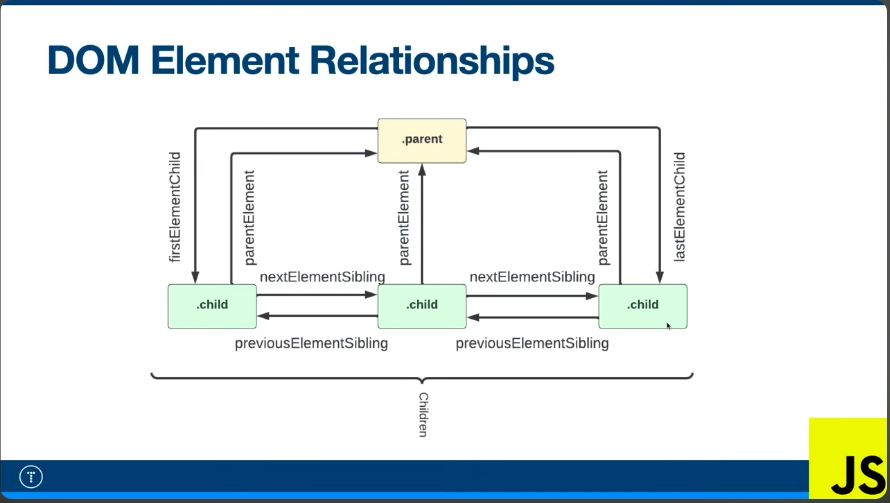 DOM Element Relationships
.parent
firstElementChild
parentElement
parentElement
parentElement
lastElementChild
nextElementSibling
nextElementSibling
.child
.child
.child
previousElementSibling
previousElementSibling
Children
T
JS